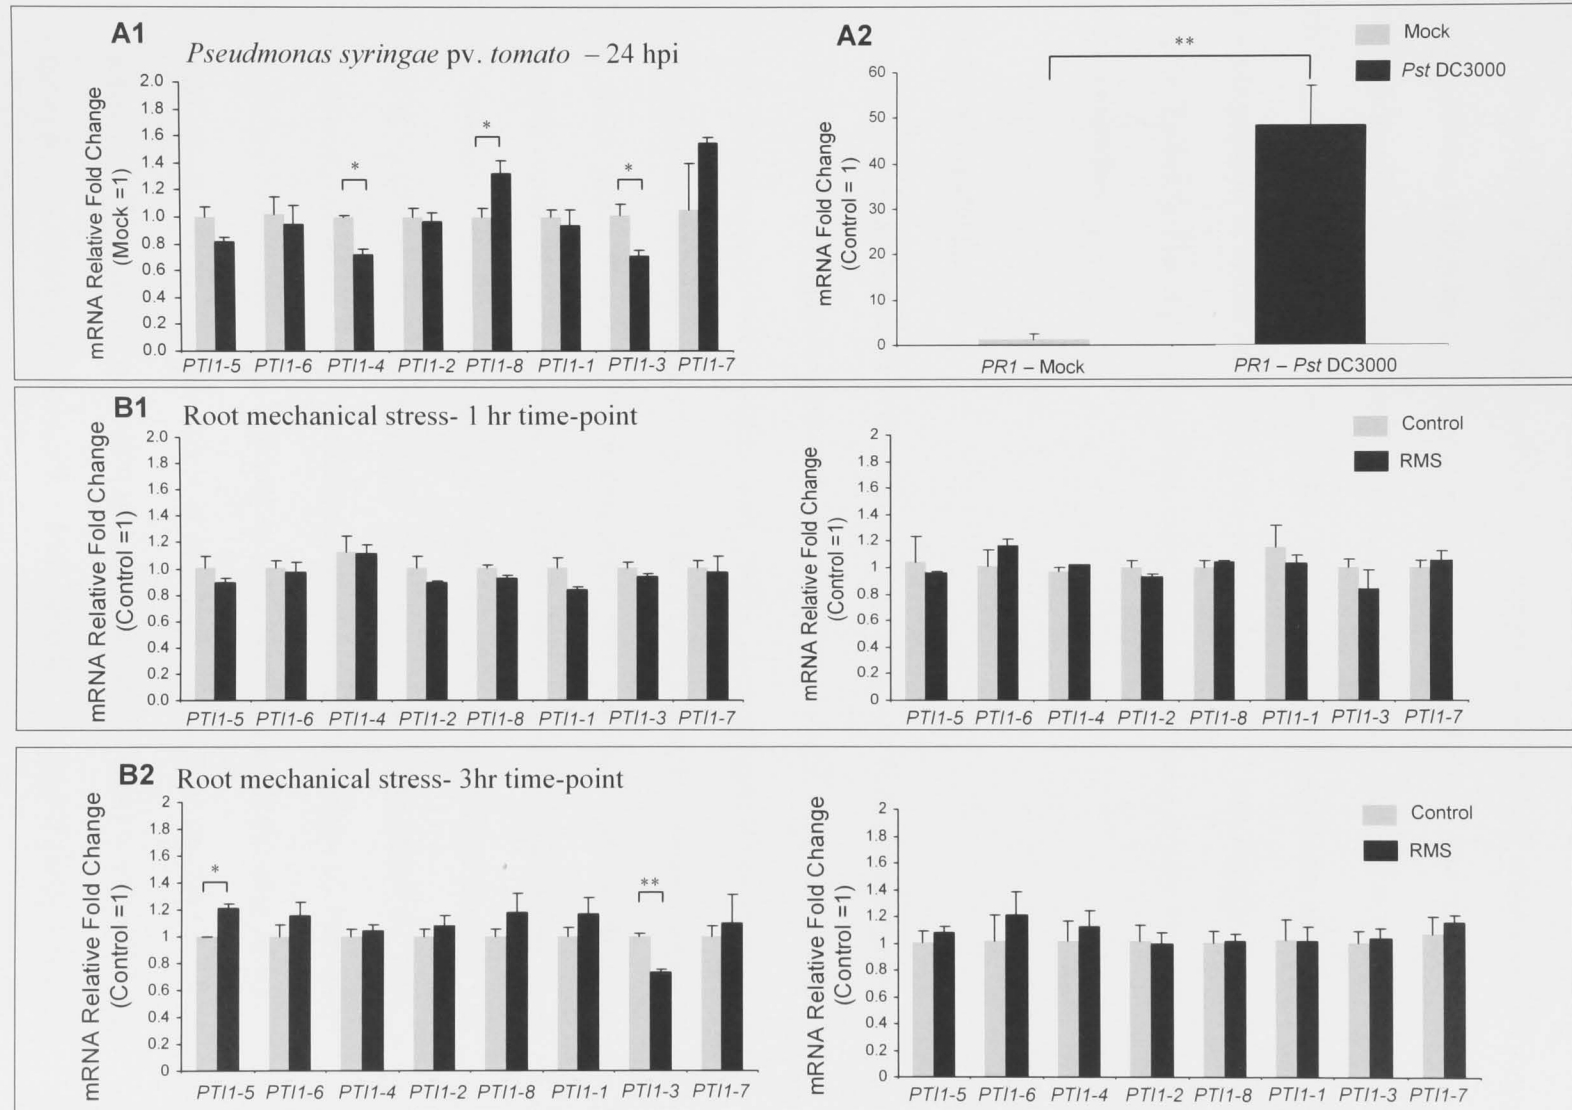 A1
Pseudmonas syringae pv. tomato – 24 hpi
mRNA Relative Fold Change
(Mock =1)
2.0
1.8
1.6
1.4
1.2
1.0
0.8
0.6
0.4
0.2
0.0
*
*
*
PTI1-5 PTI1-6 PTI1-4 PTI1-2 PTI1-8 PTI1-1 PTI1-3 PTI1-7
A2
Mock
Pst DC3000
**
mRNA Fold Change
(Control = 1)
60
50
40
30
20
10
0
PR1 – Mock PR1 – Pst DC3000
B1
Root mechanical stress- 1 hr time-point
mRNA Relative Fold Change
(Control =1)
2.0
1.8
1.6
1.4
1.2
1.0
0.8
0.6
0.4
0.2
0.0
PTI1-5 PTI1-6 PTI1-4 PTI1-2 PTI1-8 PTI1-1 PTI1-3 PTI1-7
Control
RMS
mRNA Relative Fold Change
(Control =1)
2
1.8
1.6
1.4
1.2
1
0.8
0.6
0.4
0.2
0
PTI1-5 PTI1-6 PTI1-4 PTI1-2 PTI1-8 PTI1-1 PTI1-3 PTI1-7
B2
Root mechanical stress- 3hr time-point
mRNA Relative Fold Change
(Control =1)
2
1.8
1.6
1.4
1.2
1.0
0.8
0.6
0.4
0.2
0
*
**
PTI1-5 PTI1-6 PTI1-4 PTI1-2 PTI1-8 PTI1-1 PTI1-3 PTI1-7
Control
RMS
mRNA Relative Fold Change
(Control =1)
2
1.8
1.6
1.4
1.2
1
0.8
0.6
0.4
0.2
0
PTI1-5 PTI1-6 PTI1-4 PTI1-2 PTI1-8 PTI1-1 PTI1-3 PTI1-7